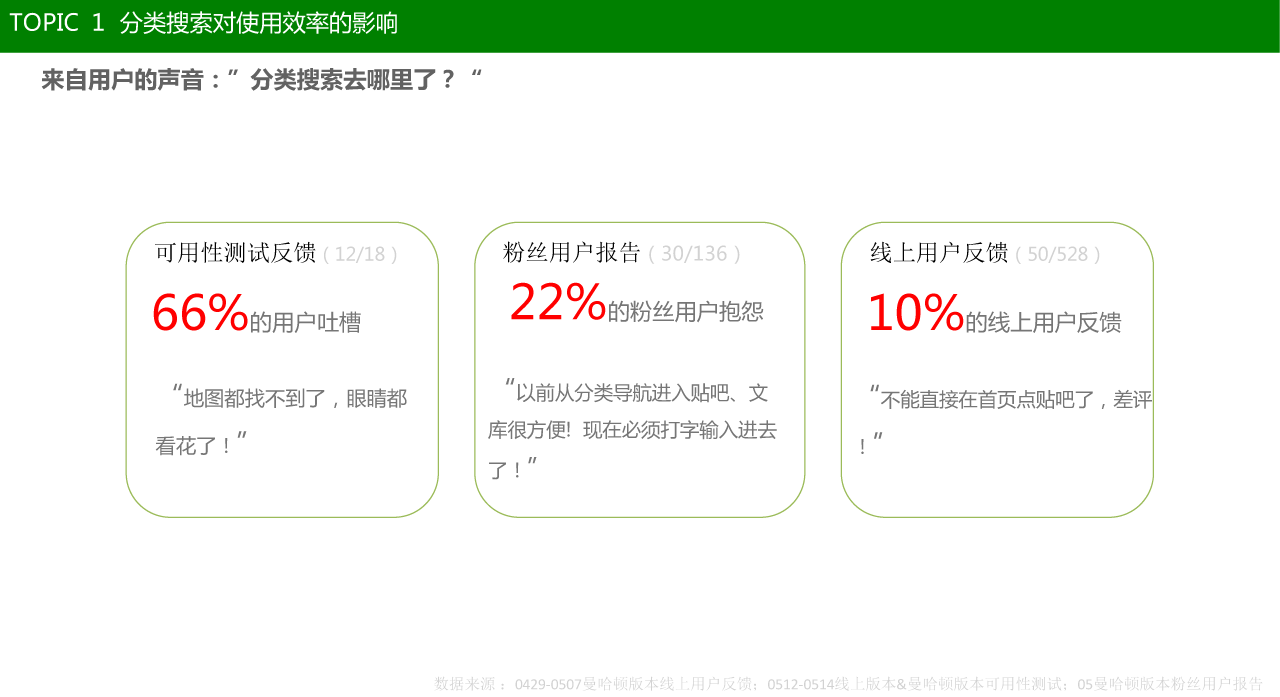 TOPIC 1 分类搜索对使用效率的影响
来自用户的声音：”分类搜索去哪里了？“
可用性测试反馈（12/18）
66%的用户吐槽
“地图都找不到了，眼睛都
看花了！”
粉丝用户报告（30/136）
22%的粉丝用户抱怨
“以前从分类导航进入贴吧、文
库很方便! 现在必须打字输入进去
了！”
线上用户反馈（50/528）
10%的线上用户反馈
“不能直接在首页点贴吧了，差评
！”
数据来源：0429-0507曼哈顿版本线上用户反馈；0512-0514线上版本&曼哈顿版本可用性测试；05曼哈顿版本粉丝用户报告